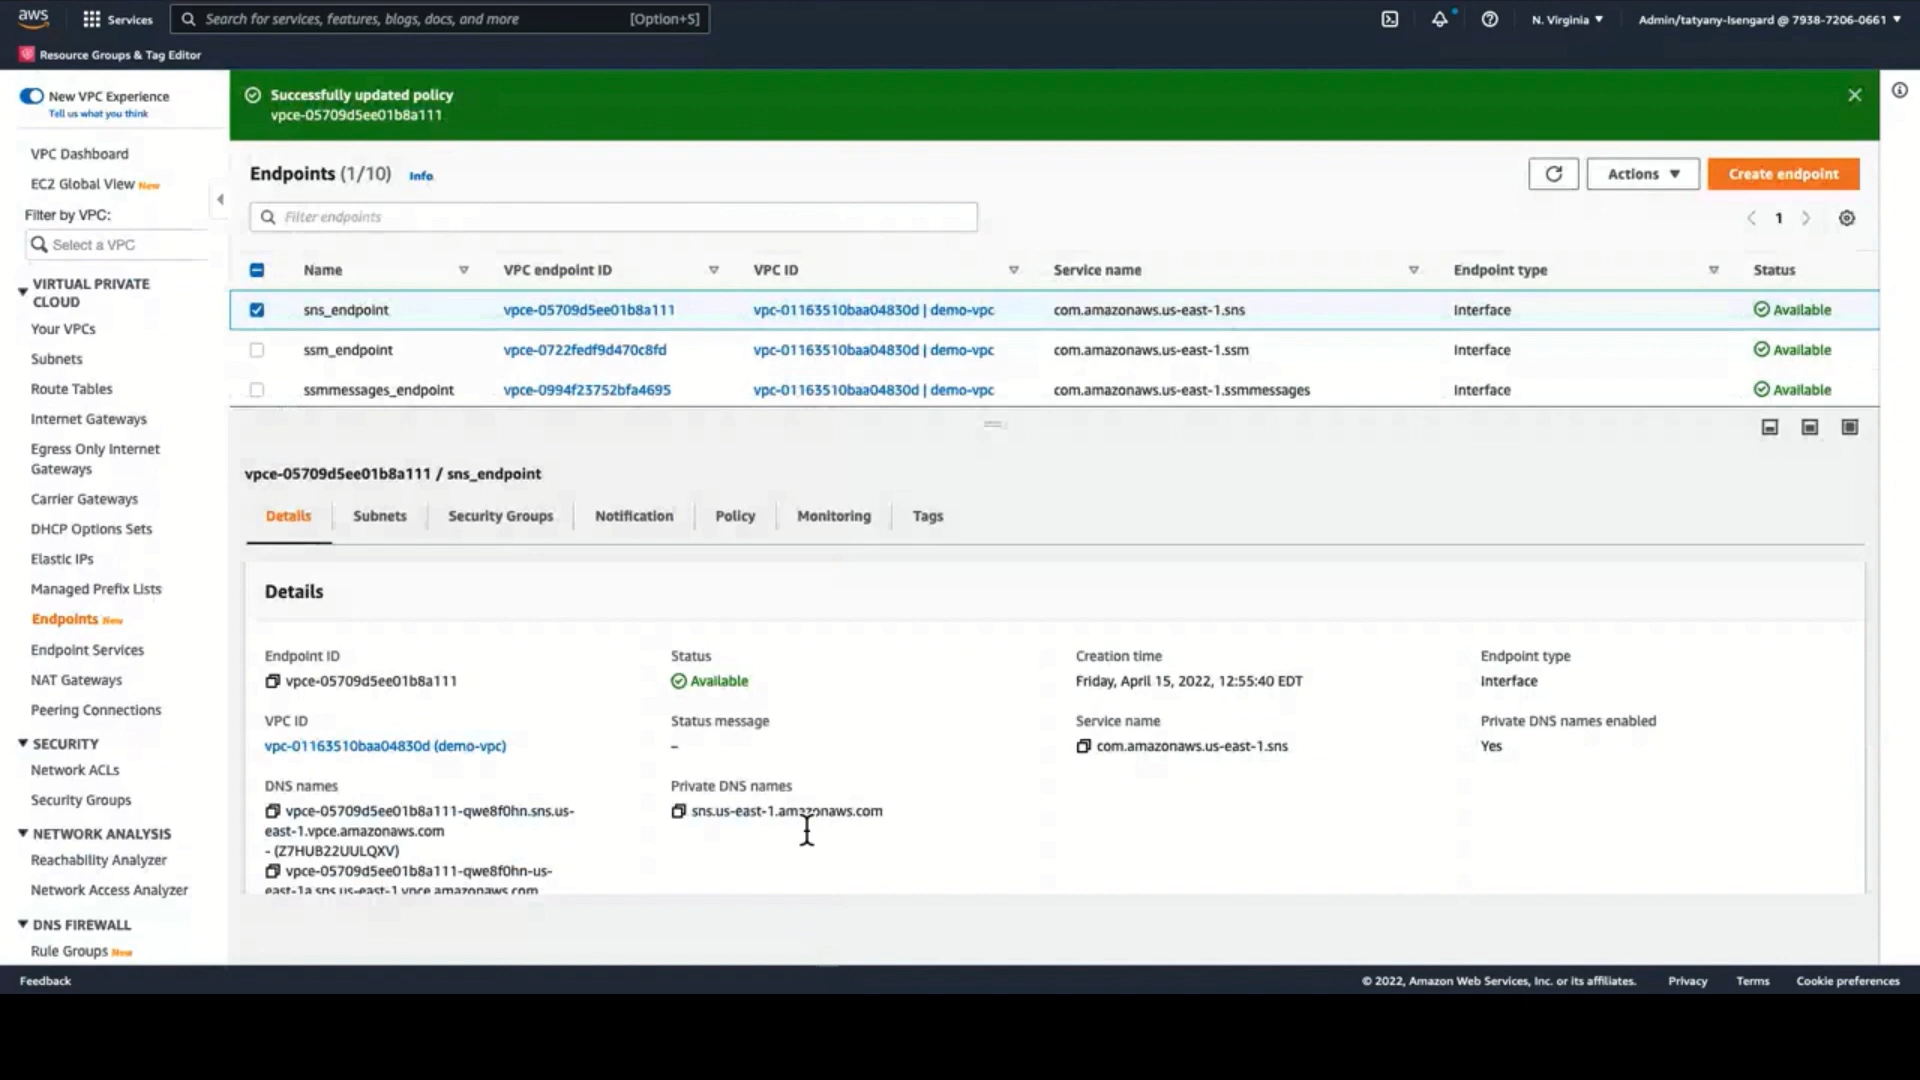 aws
Services
Search for services, features, blogs, docs, and more
[Option+S]
N. Virginia
Admin/tatyany-Isengard @ 7938-7206-0661
Resource Groups & Tag Editor
New VPC Experience
Tell us what you think
VPC Dashboard
EC2 Global View New
Filter by VPC:
Select a VPC
VIRTUAL PRIVATE
CLOUD
Your VPCs
Subnets
Route Tables
Internet Gateways
Egress Only Internet
Gateways
Carrier Gateways
DHCP Options Sets
Elastic IPs
Managed Prefix Lists
Endpoints New
Endpoint Services
NAT Gateways
Peering Connections
SECURITY
Network ACLs
Security Groups
NETWORK ANALYSIS
Reachability Analyzer
Network Access Analyzer
DNS FIREWALL
Rule Groups New
Successfully updated policy
vpce-05709d5ee01b8a111
Endpoints (1/10) Info
Actions
Create endpoint
Filter endpoints
1
Name VPC endpoint ID VPC ID Service name Endpoint type Status
sns_endpoint vpce-05709d5ee01b8a111 vpc-01163510baa04830d | demo-vpc com.amazonaws.us-east-1.sns Interface Available
ssm_endpoint vpce-0722fedf9d470c8fd vpc-01163510baa04830d | demo-vpc com.amazonaws.us-east-1.ssm Interface Available
ssmmessages_endpoint vpce-0994f23752bfa4695 vpc-01163510baa04830d | demo-vpc com.amazonaws.us-east-1.ssmmessages Interface Available
vpce-05709d5ee01b8a111 / sns_endpoint
Details Subnets Security Groups Notification Policy Monitoring Tags
Details
Endpoint ID
vpce-05709d5ee01b8a111
Status
Available
Creation time
Friday, April 15, 2022, 12:55:40 EDT
Endpoint type
Interface
VPC ID
vpc-01163510baa04830d (demo-vpc)
Status message
–
Service name
com.amazonaws.us-east-1.sns
Private DNS names enabled
Yes
DNS names
vpce-05709d5ee01b8a111-qwe8f0hn.sns.us-
east-1.vpce.amazonaws.com
- (Z7HUB22UULQXV)
vpce-05709d5ee01b8a111-qwe8f0hn-us-
east-1a.sns.us-east-1.vpce.amazonaws.com
Private DNS names
sns.us-east-1.amazonaws.com
Feedback
© 2022, Amazon Web Services, Inc. or its affiliates.
Privacy
Terms
Cookie preferences